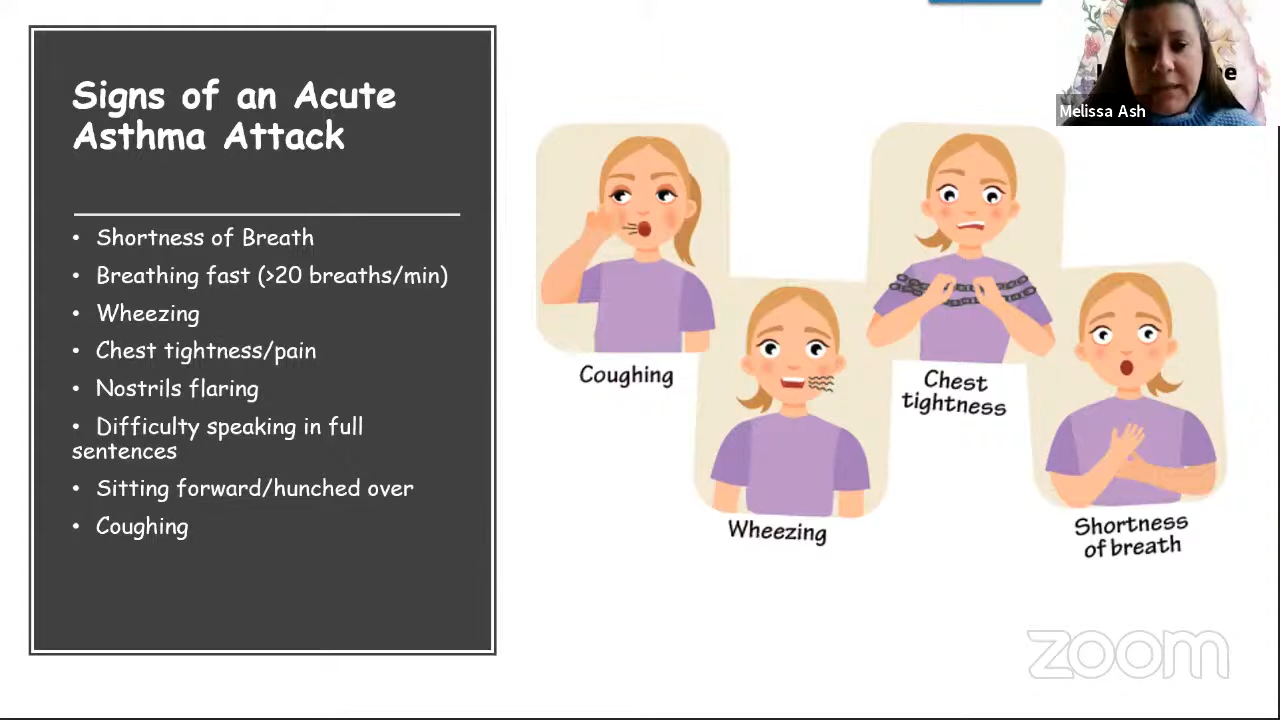 Signs of an Acute
Asthma Attack
• Shortness of Breath
• Breathing fast (>20 breaths/min)
• Wheezing
• Chest tightness/pain
• Nostrils flaring
• Difficulty speaking in full
sentences
• Sitting forward/hunched over
• Coughing
Coughing
Wheezing
Chest
tightness
Shortness
of breath
Melissa Ash
zoom